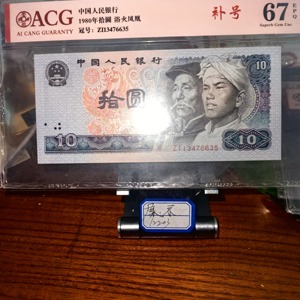 ACG
AI CANG GUARANTY
中国人民银行
1980年拾圆 浴火凤凰
冠号: ZI13476635
补号
67 EPQ
Superb Gem Unc
中国人民银行
拾圆
10
ZI13476635
10